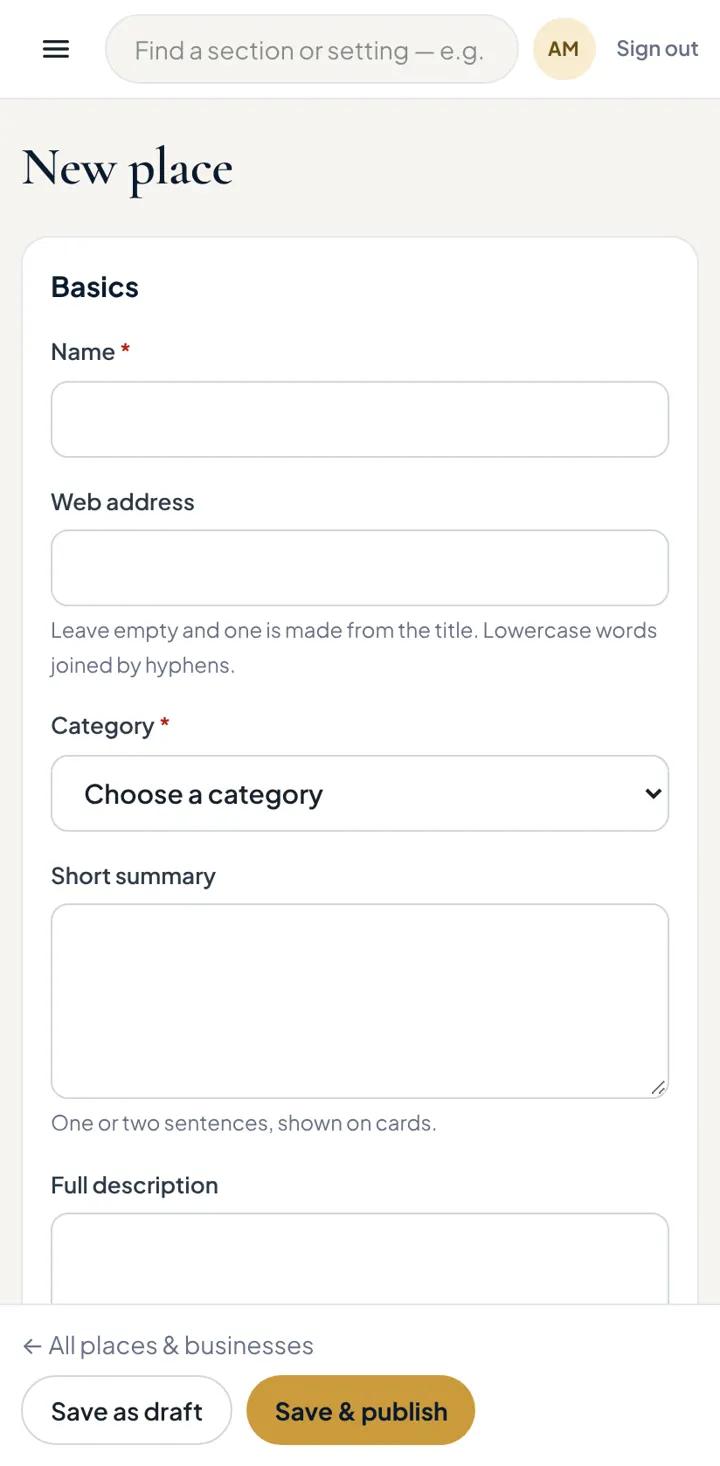 Find a section or setting — e.g.
AM
Sign out
New place
Basics
Name *
Web address
Leave empty and one is made from the title. Lowercase words
joined by hyphens.
Category *
Choose a category
Short summary
One or two sentences, shown on cards.
Full description
← All places & businesses
Save as draft
Save & publish